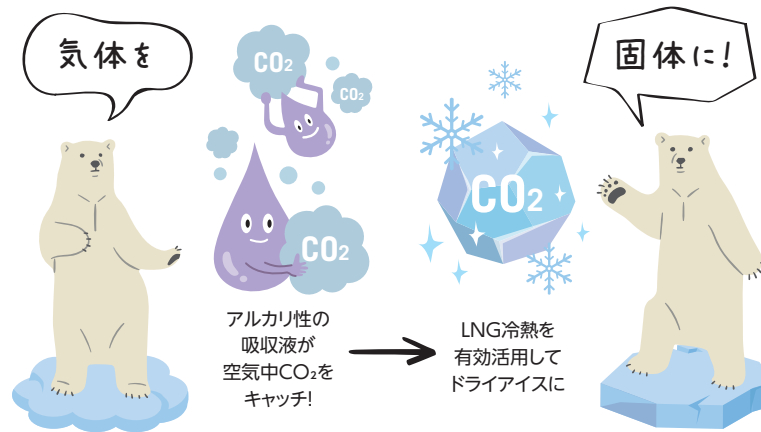 気体を
固体に!
CO₂
CO₂
CO₂
CO₂
アルカリ性の
吸収液が
空気中CO₂を
キャッチ!
LNG冷熱を
有効活用して
ドライアイスに